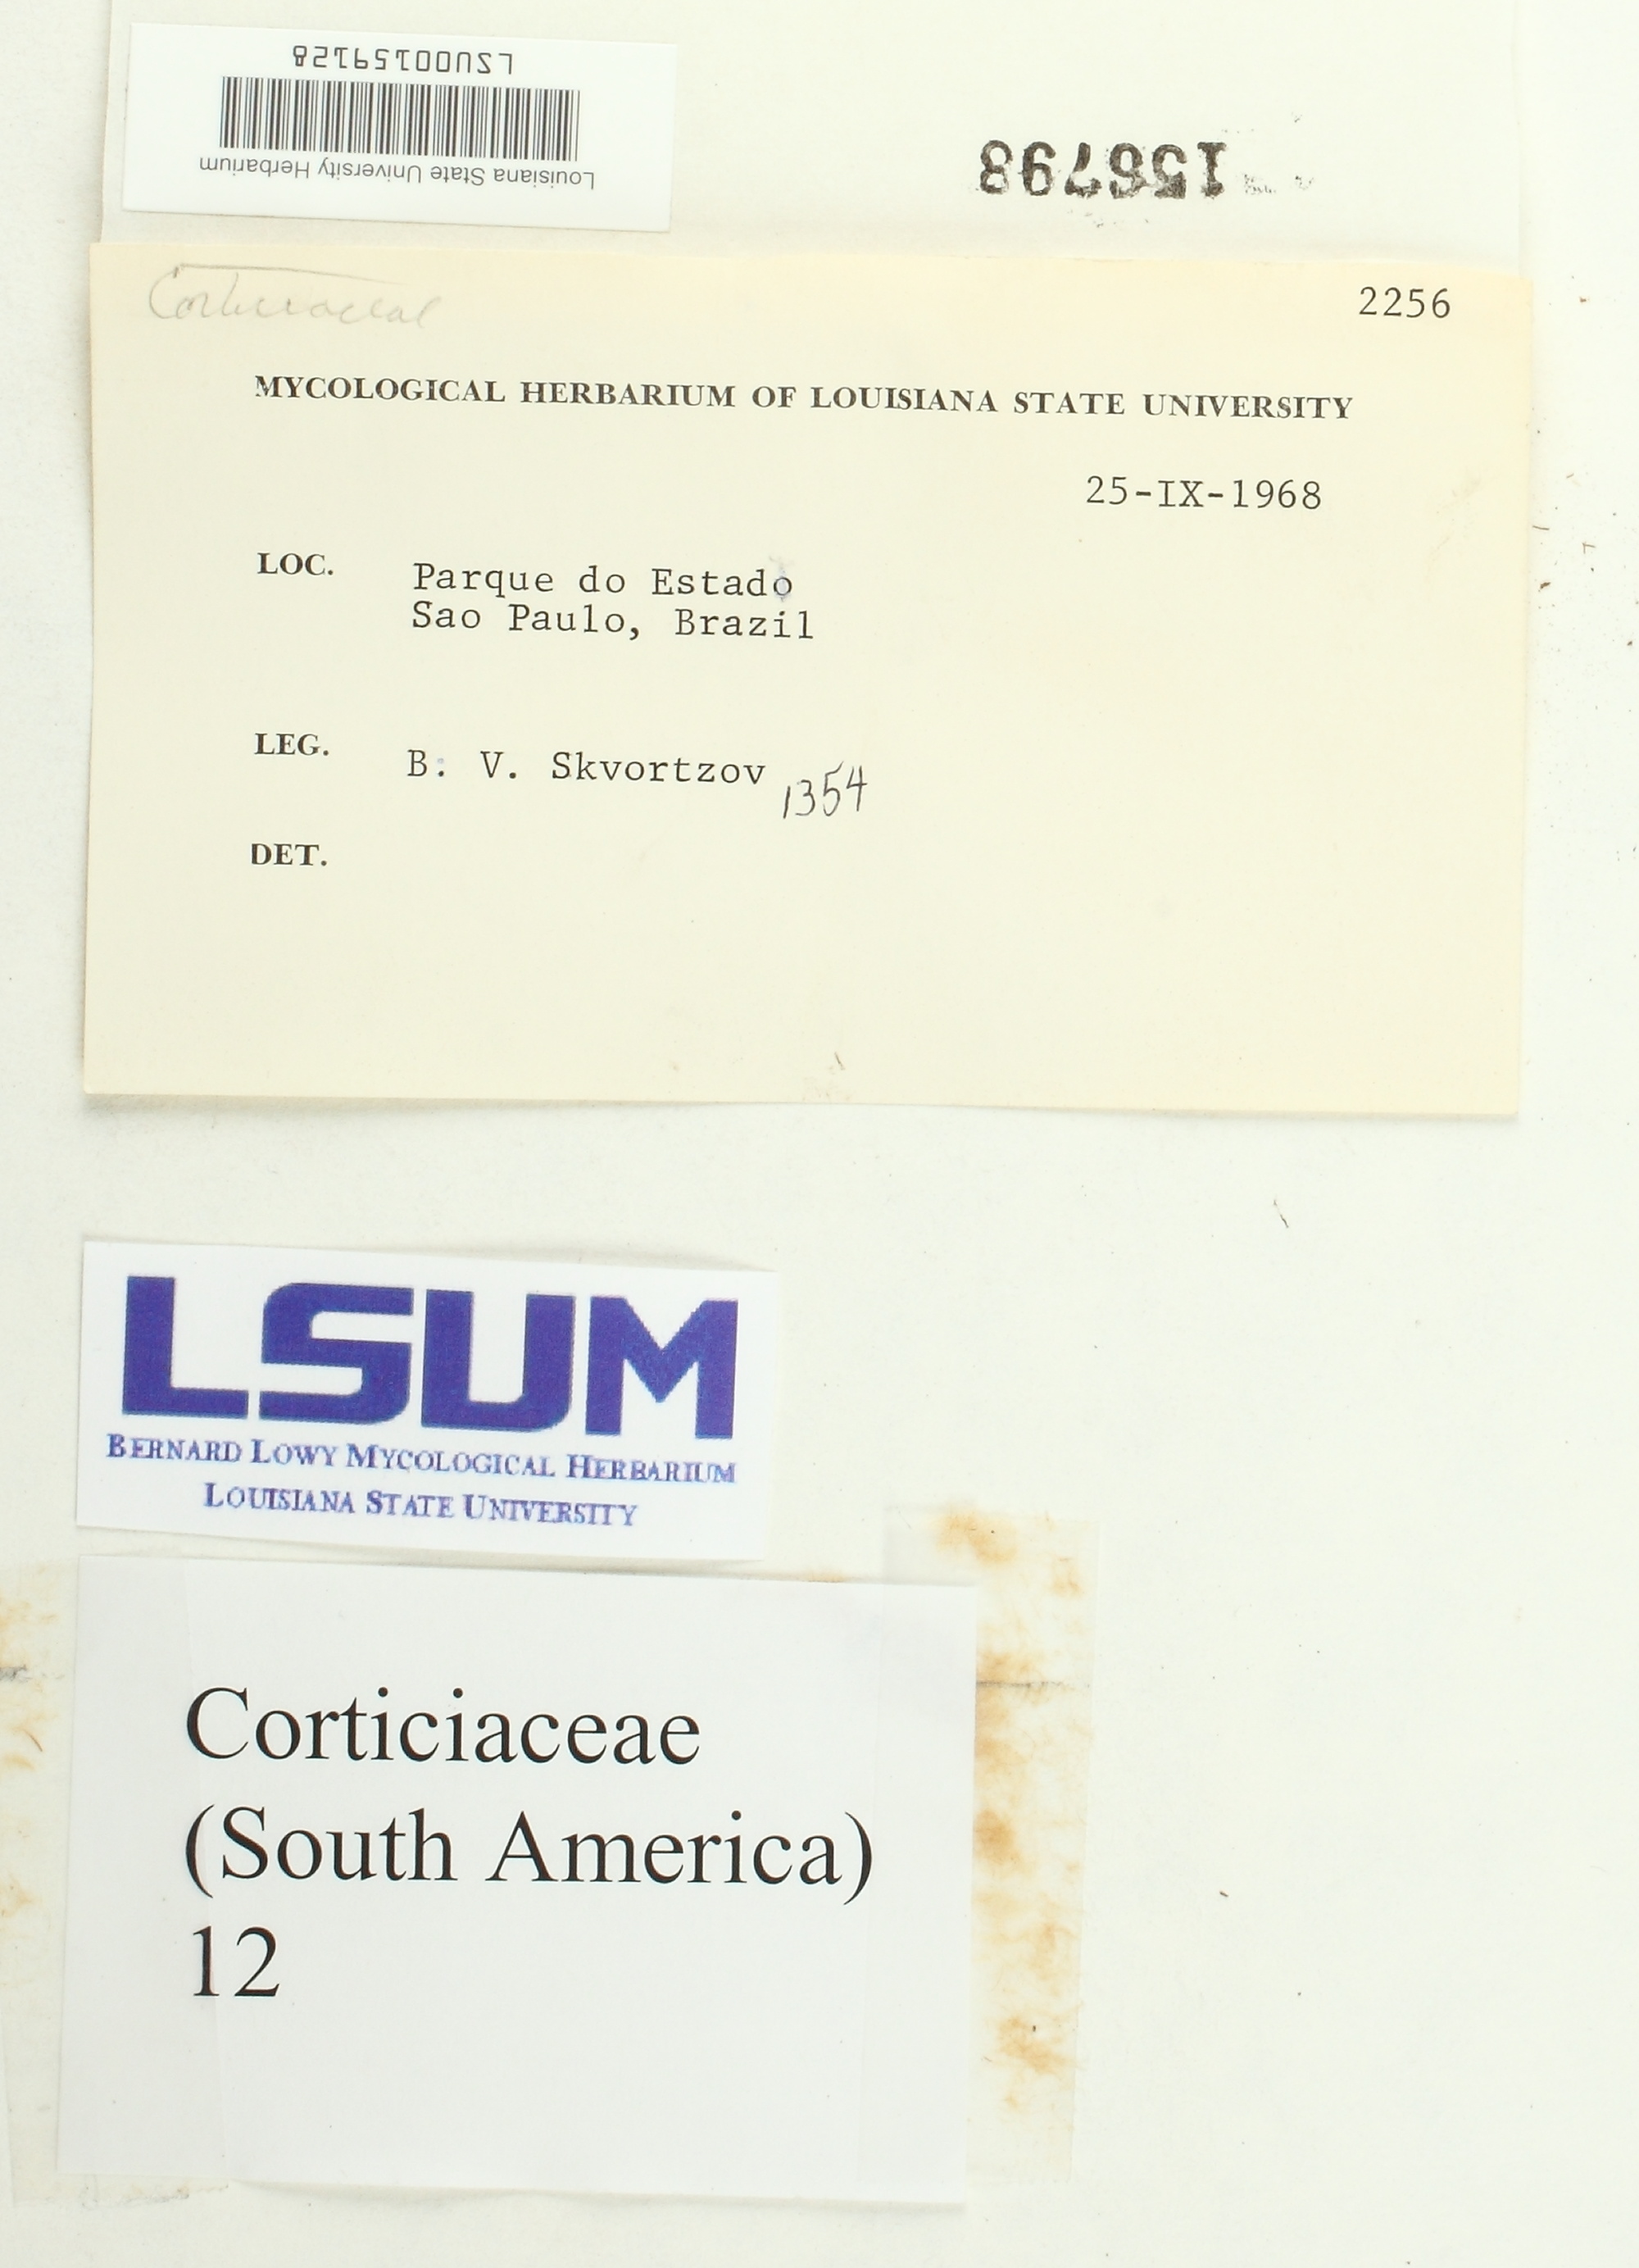 LSU00159128
Louisiana State University Herbarium
156798
Corticiaceae
2256
MYCOLOGICAL HERBARIUM OF LOUISIANA STATE UNIVERSITY
25-IX-1968
LOC. Parque do Estado
Sao Paulo, Brazil
LEG. B. V. Skvortzov 1354
DET.
LSUM
BERNARD LOWY MYCOLOGICAL HERBARIUM
LOUISIANA STATE UNIVERSITY
Corticiaceae
(South America)
12